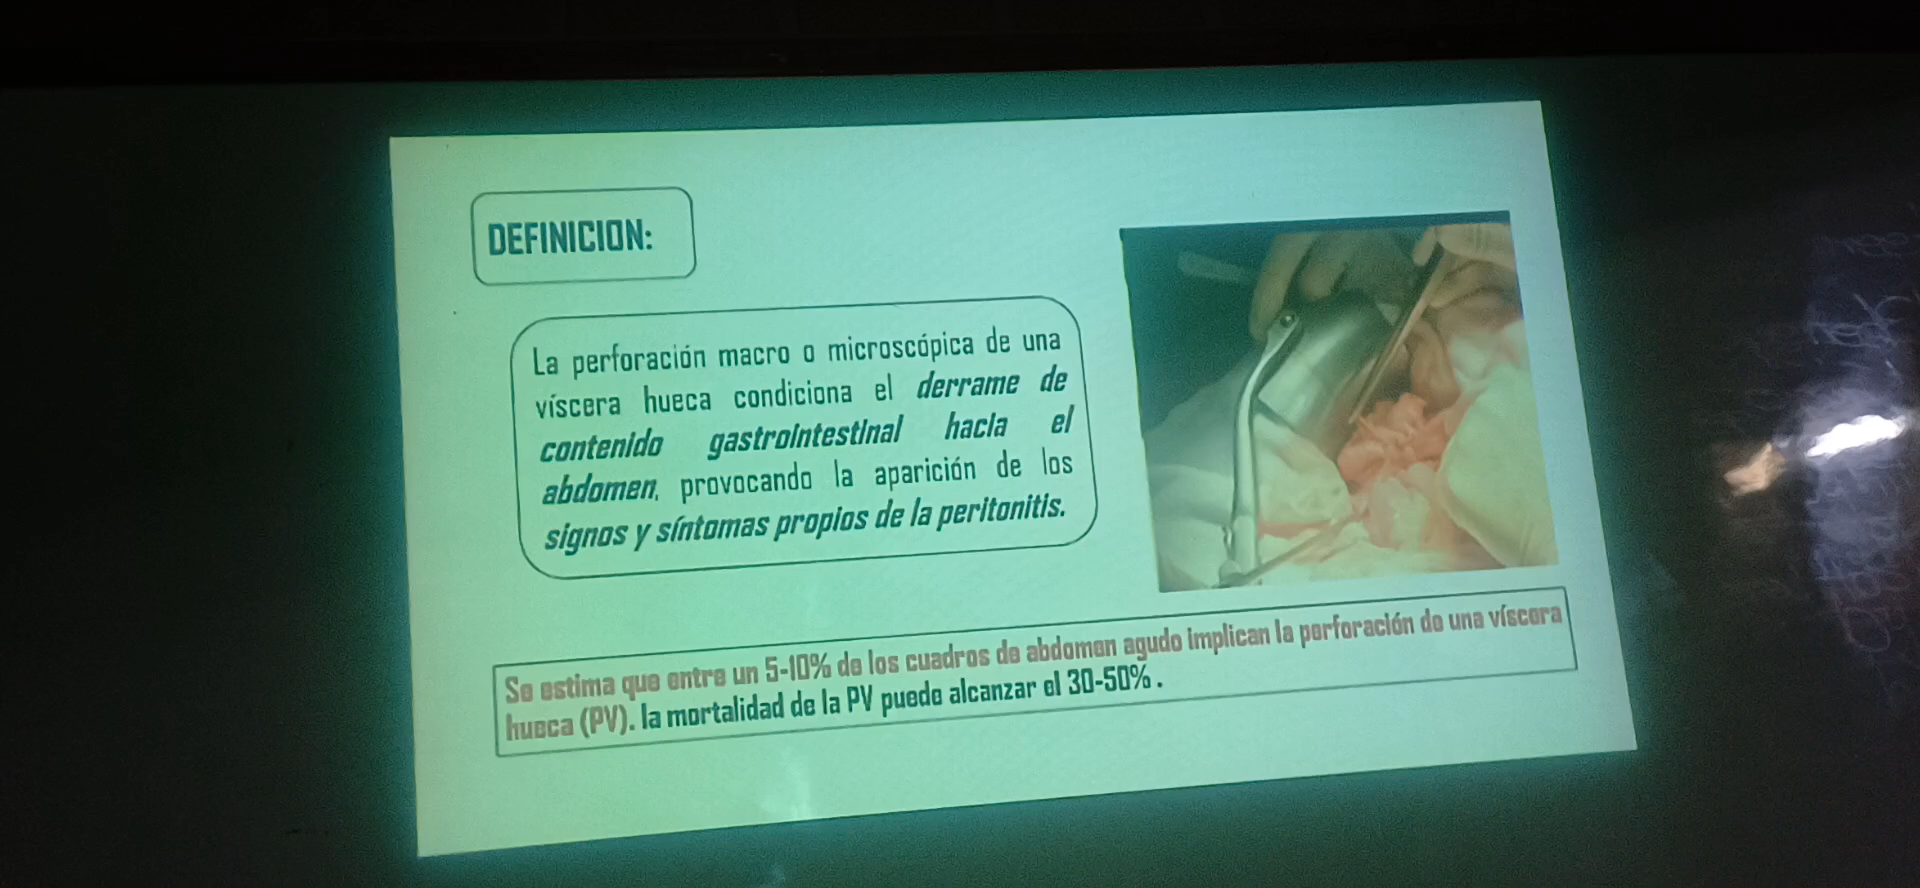 DEFINICION:
La perforación macro o microscópica de una
víscera hueca condiciona el derrame de
contenido gastrointestinal hacia el
abdomen, provocando la aparición de los
signos y síntomas propios de la peritonitis.
Se estima que entre un 5-10% de los cuadros de abdomen agudo implican la perforación de una víscera
hueca (PV). la mortalidad de la PV puede alcanzar el 30-50% .